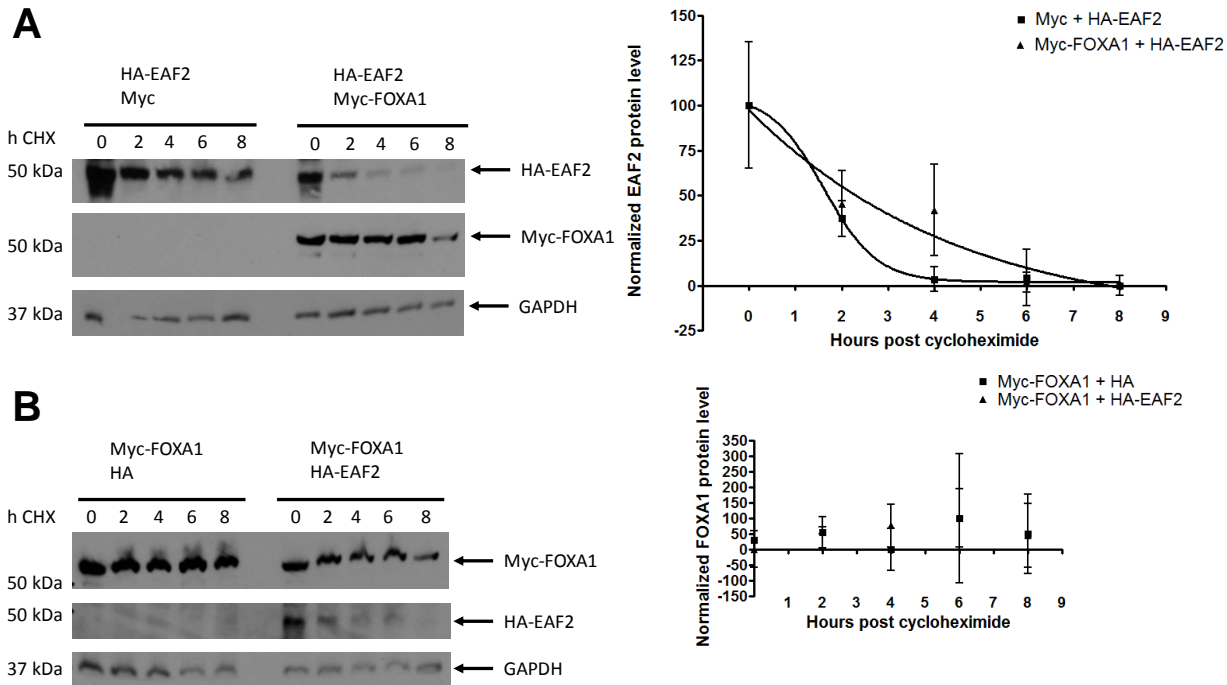 A
HA-EAF2
Myc
HA-EAF2
Myc-FOXA1
h CHX 0 2 4 6 8 0 2 4 6 8
50 kDa HA-EAF2
50 kDa Myc-FOXA1
37 kDa GAPDH
Myc + HA-EAF2
Myc-FOXA1 + HA-EAF2
Normalized EAF2 protein level
150
125
100
75
50
25
0
-25
0 1 2 3 4 5 6 7 8 9
Hours post cycloheximide
B
Myc-FOXA1
HA
Myc-FOXA1
HA-EAF2
h CHX 0 2 4 6 8 0 2 4 6 8
Myc-FOXA1
50 kDa
50 kDa HA-EAF2
37 kDa GAPDH
Myc-FOXA1 + HA
Myc-FOXA1 + HA-EAF2
Normalized FOXA1 protein level
350
300
250
200
150
100
50
0
-50
-100
-150
1 2 3 4 5 6 7 8 9
Hours post cycloheximide